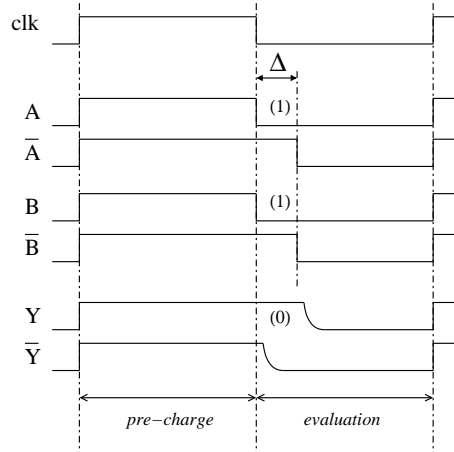 clk
Δ
A (1)
A̅
B (1)
B̅
Y (0)
Y̅
pre-charge evaluation